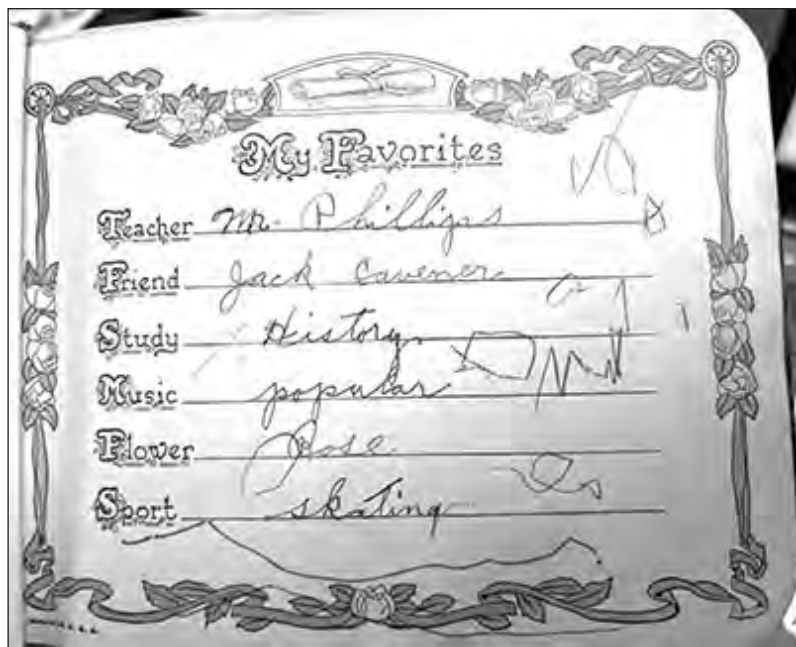 My Favorites
Teacher Mr. Phillips
Friend Jack Cavener
Study History
Music popular
Flower Rose
Sport skating